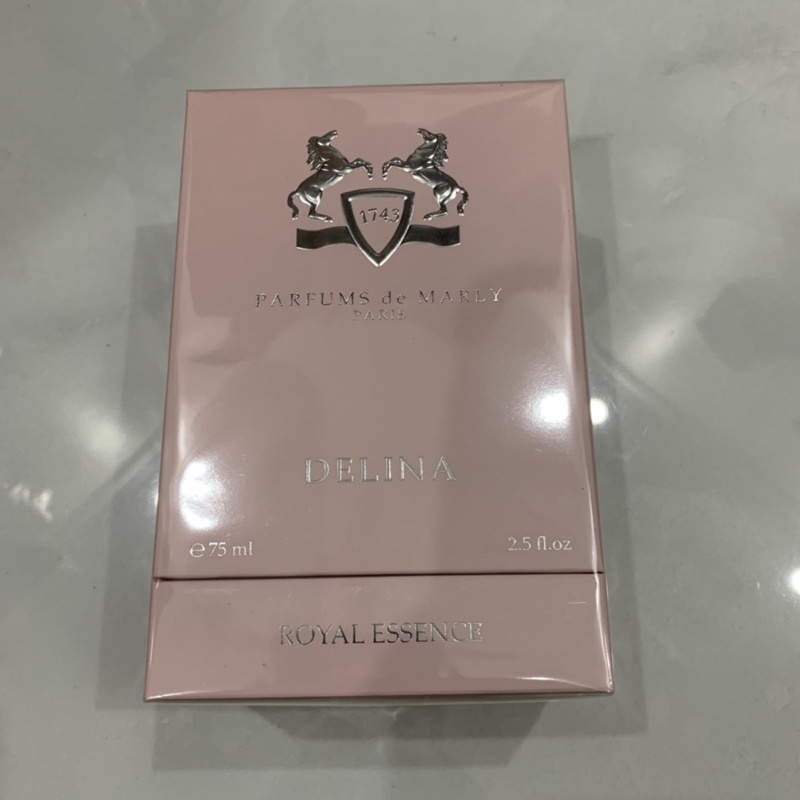 1743
PARFUMS de MARLY
PARIS
DELINA
℮75 ml 2.5 fl.oz
ROYAL ESSENCE